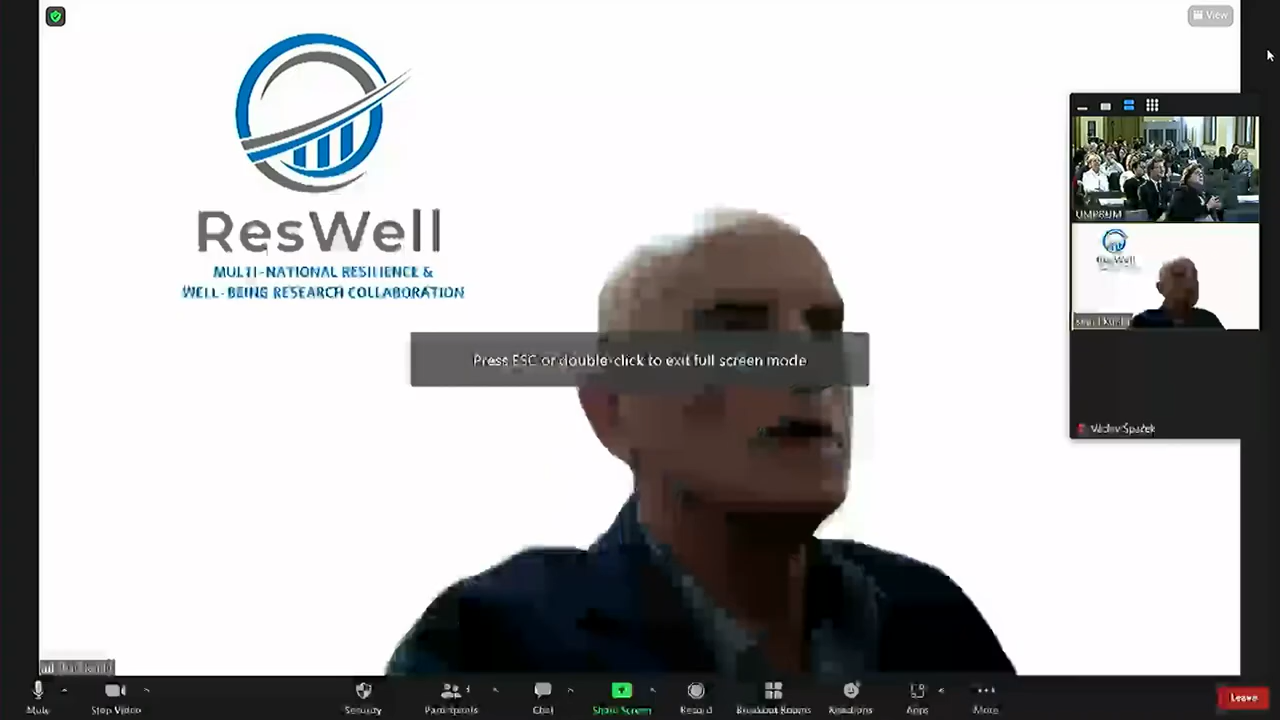 View
ResWell
MULTI-NATIONAL RESILIENCE &
WELL-BEING RESEARCH COLLABORATION
Press ESC or double-click to exit full screen mode
ResWell
Václav Špaček
Mute
Stop Video
Security
Participants
Chat
Share Screen
Record
Breakout Rooms
Reactions
Apps
More
Leave